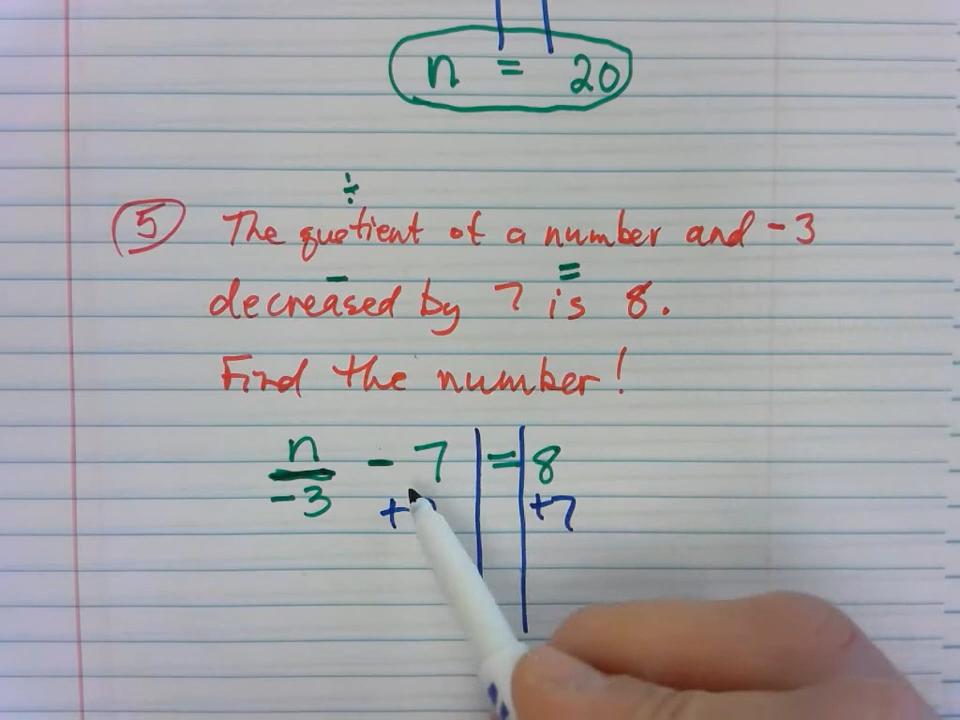 n = 20
÷
5 The quotient of a number and -3
- =
decreased by 7 is 8.
Find the number!
n - 7 = 8
-3
+ +7